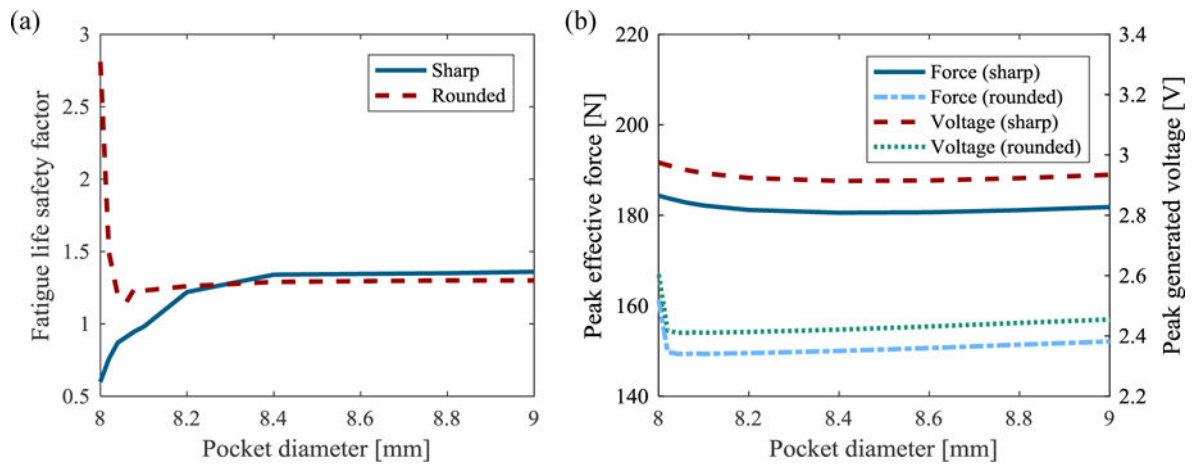 (a)
3
2.5
2
1.5
1
0.5
Fatigue life safety factor
Sharp
Rounded
8
8.2
8.4
8.6
8.8
9
Pocket diameter [mm]
(b)
220
200
180
160
140
Peak effective force [N]
Force (sharp)
Force (rounded)
Voltage (sharp)
Voltage (rounded)
3.4
3.2
3
2.8
2.6
2.4
2.2
Peak generated voltage [V]
8
8.2
8.4
8.6
8.8
9
Pocket diameter [mm]